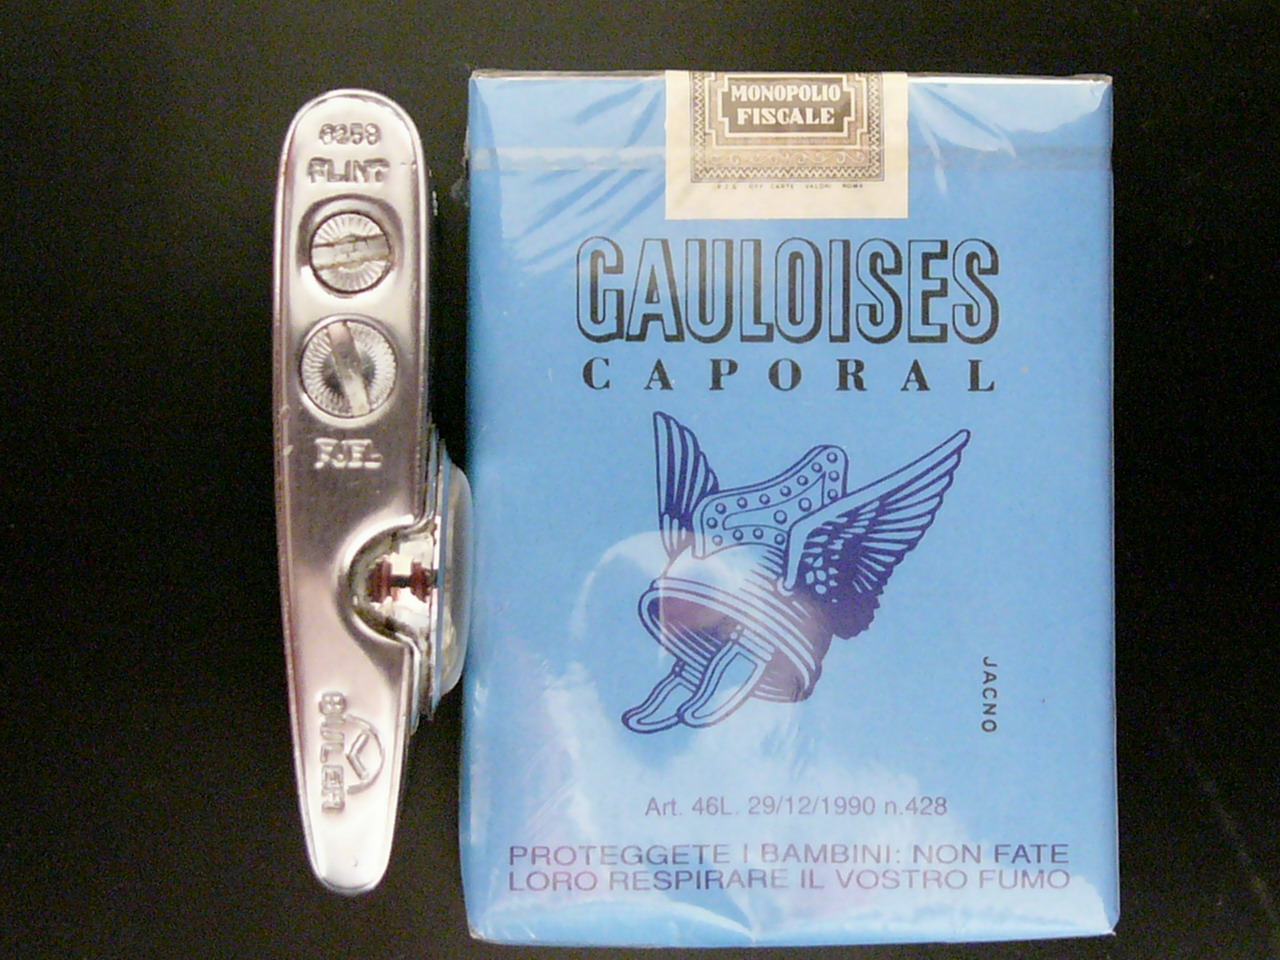 FLINT
FUEL
BULER
MONOPOLIO
FISCALE
GAULOISES
CAPORAL
JACNO
Art. 46L. 29/12/1990 n.428
PROTEGGETE I BAMBINI: NON FATE
LORO RESPIRARE IL VOSTRO FUMO